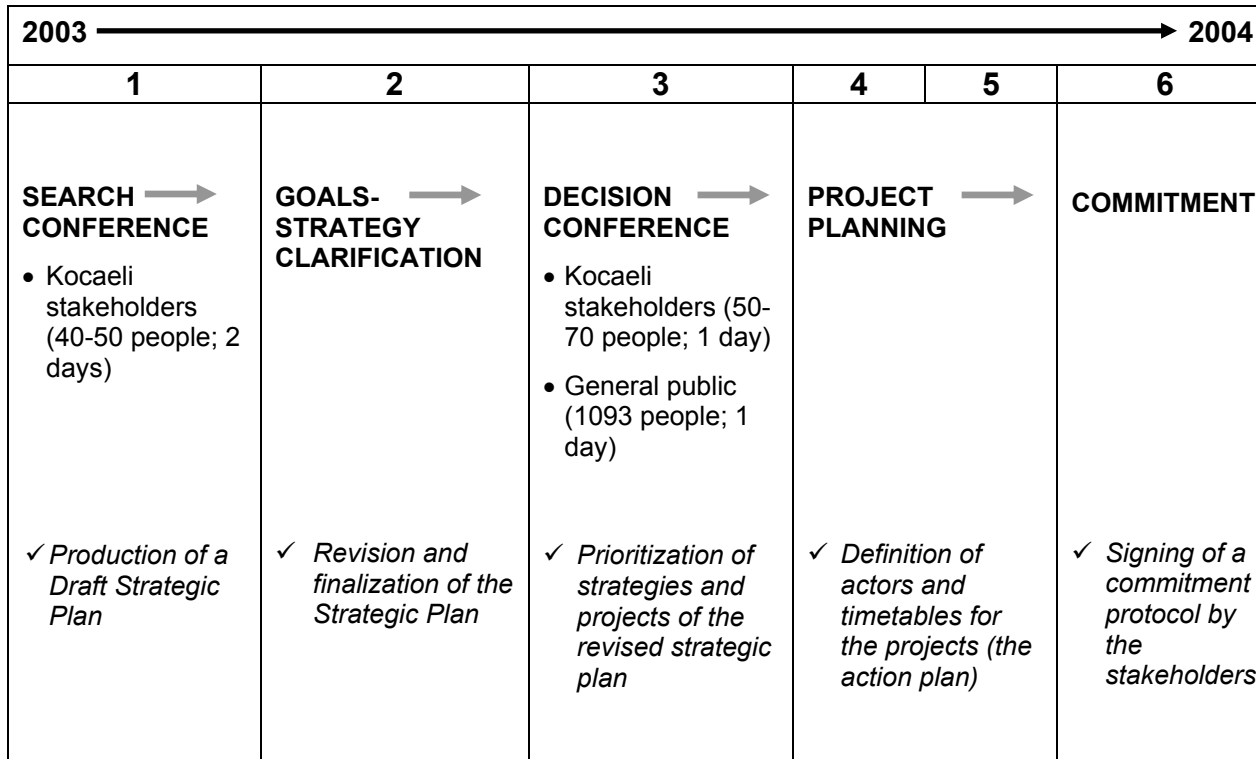 2003 2004
1 2 3 4 5 6
SEARCH
CONFERENCE
• Kocaeli
stakeholders
(40-50 people; 2
days)
✓ Production of a
Draft Strategic
Plan
GOALS-
STRATEGY
CLARIFICATION
✓ Revision and
finalization of the
Strategic Plan
DECISION
CONFERENCE
• Kocaeli
stakeholders (50-
70 people; 1 day)
• General public
(1093 people; 1
day)
✓ Prioritization of
strategies and
projects of the
revised strategic
plan
PROJECT
PLANNING
✓ Definition of
actors and
timetables for
the projects (the
action plan)
COMMITMENT
✓ Signing of a
commitment
protocol by
the
stakeholders